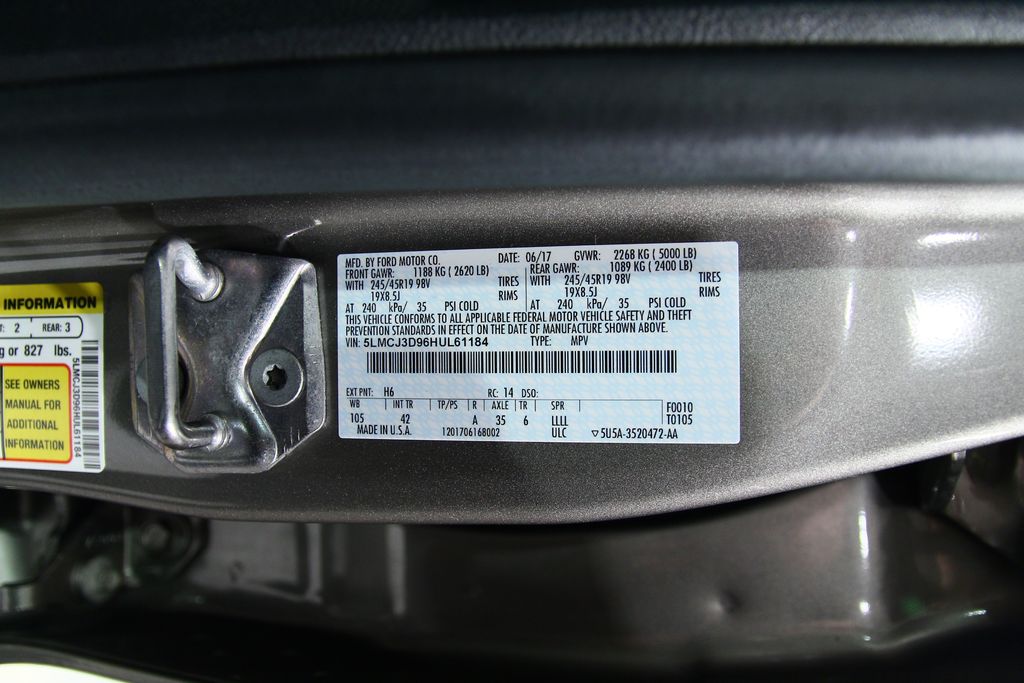 INFORMATION
2 REAR: 3
or 827 lbs.
SEE OWNERS
MANUAL FOR
ADDITIONAL
INFORMATION
5LMCJ3D96HUL61184
MFD. BY FORD MOTOR CO. DATE: 06/17 GVWR: 2268 KG ( 5000 LB)
FRONT GAWR: 1188 KG ( 2620 LB) REAR GAWR: 1089 KG ( 2400 LB)
WITH 245/45R19 98V TIRES WITH 245/45R19 98V TIRES
19X8.5J RIMS 19X8.5J RIMS
AT 240 kPa/ 35 PSI COLD AT 240 kPa/ 35 PSI COLD
THIS VEHICLE CONFORMS TO ALL APPLICABLE FEDERAL MOTOR VEHICLE SAFETY AND THEFT
PREVENTION STANDARDS IN EFFECT ON THE DATE OF MANUFACTURE SHOWN ABOVE.
VIN: 5LMCJ3D96HUL61184 TYPE: MPV
EXT PNT: H6 RC: 14 DSO:
WB INT TR TP/PS R AXLE TR SPR F0010
105 42 A 35 6 LLLL T0105
MADE IN U.S.A. 1201706168002 ULC 5U5A-3520472-AA